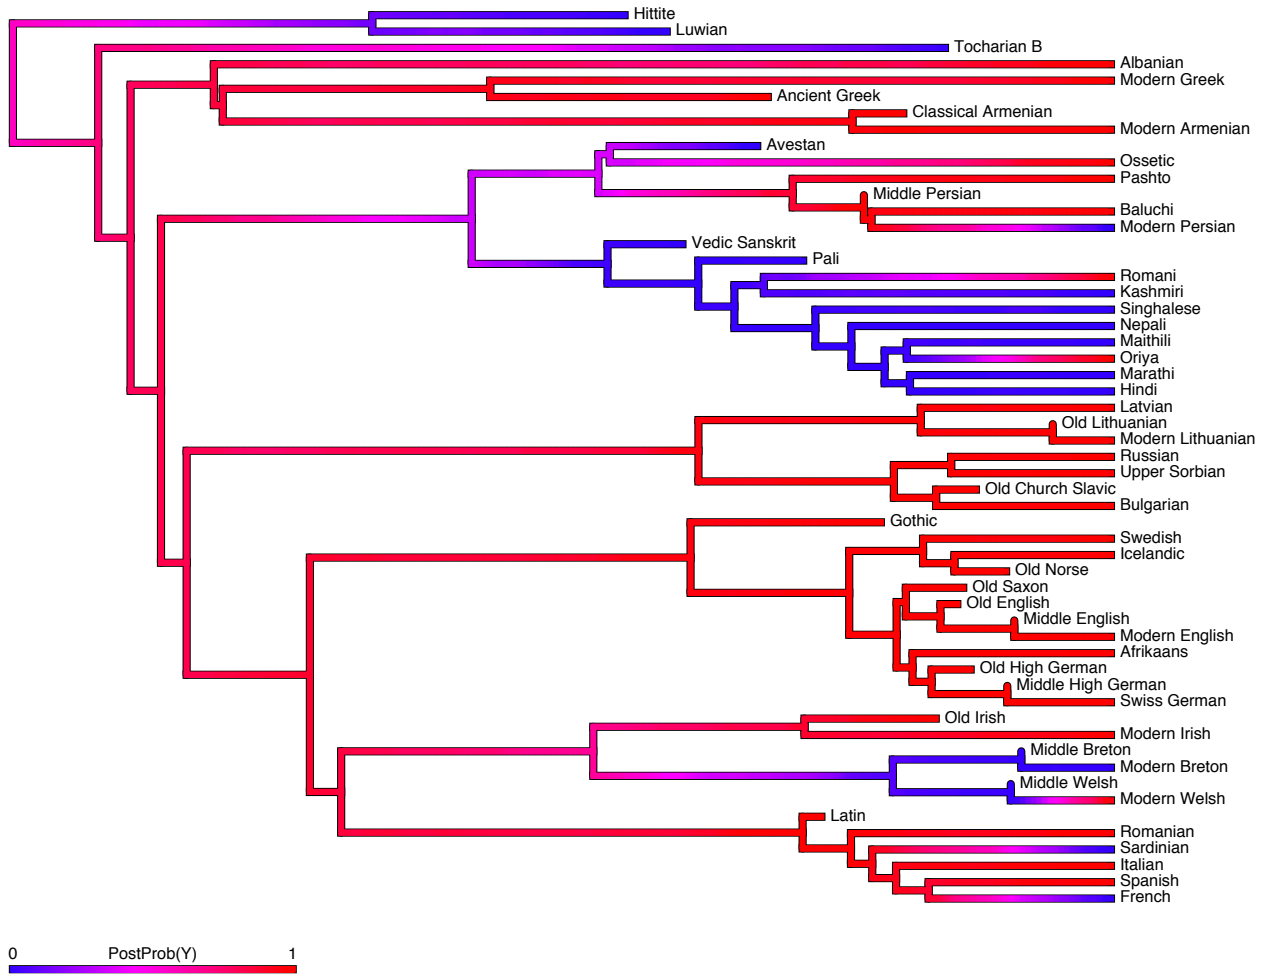 Hittite
Luwian
Tocharian B
Albanian
Modern Greek
Ancient Greek
Classical Armenian
Modern Armenian
Avestan
Ossetic
Pashto
Middle Persian
Baluchi
Modern Persian
Vedic Sanskrit
Pali
Romani
Kashmiri
Singhalese
Nepali
Maithili
Oriya
Marathi
Hindi
Latvian
Old Lithuanian
Modern Lithuanian
Russian
Upper Sorbian
Old Church Slavic
Bulgarian
Gothic
Swedish
Icelandic
Old Norse
Old Saxon
Old English
Middle English
Modern English
Afrikaans
Old High German
Middle High German
Swiss German
Old Irish
Modern Irish
Middle Breton
Modern Breton
Middle Welsh
Modern Welsh
Latin
Romanian
Sardinian
Italian
Spanish
French
0 PostProb(Y) 1